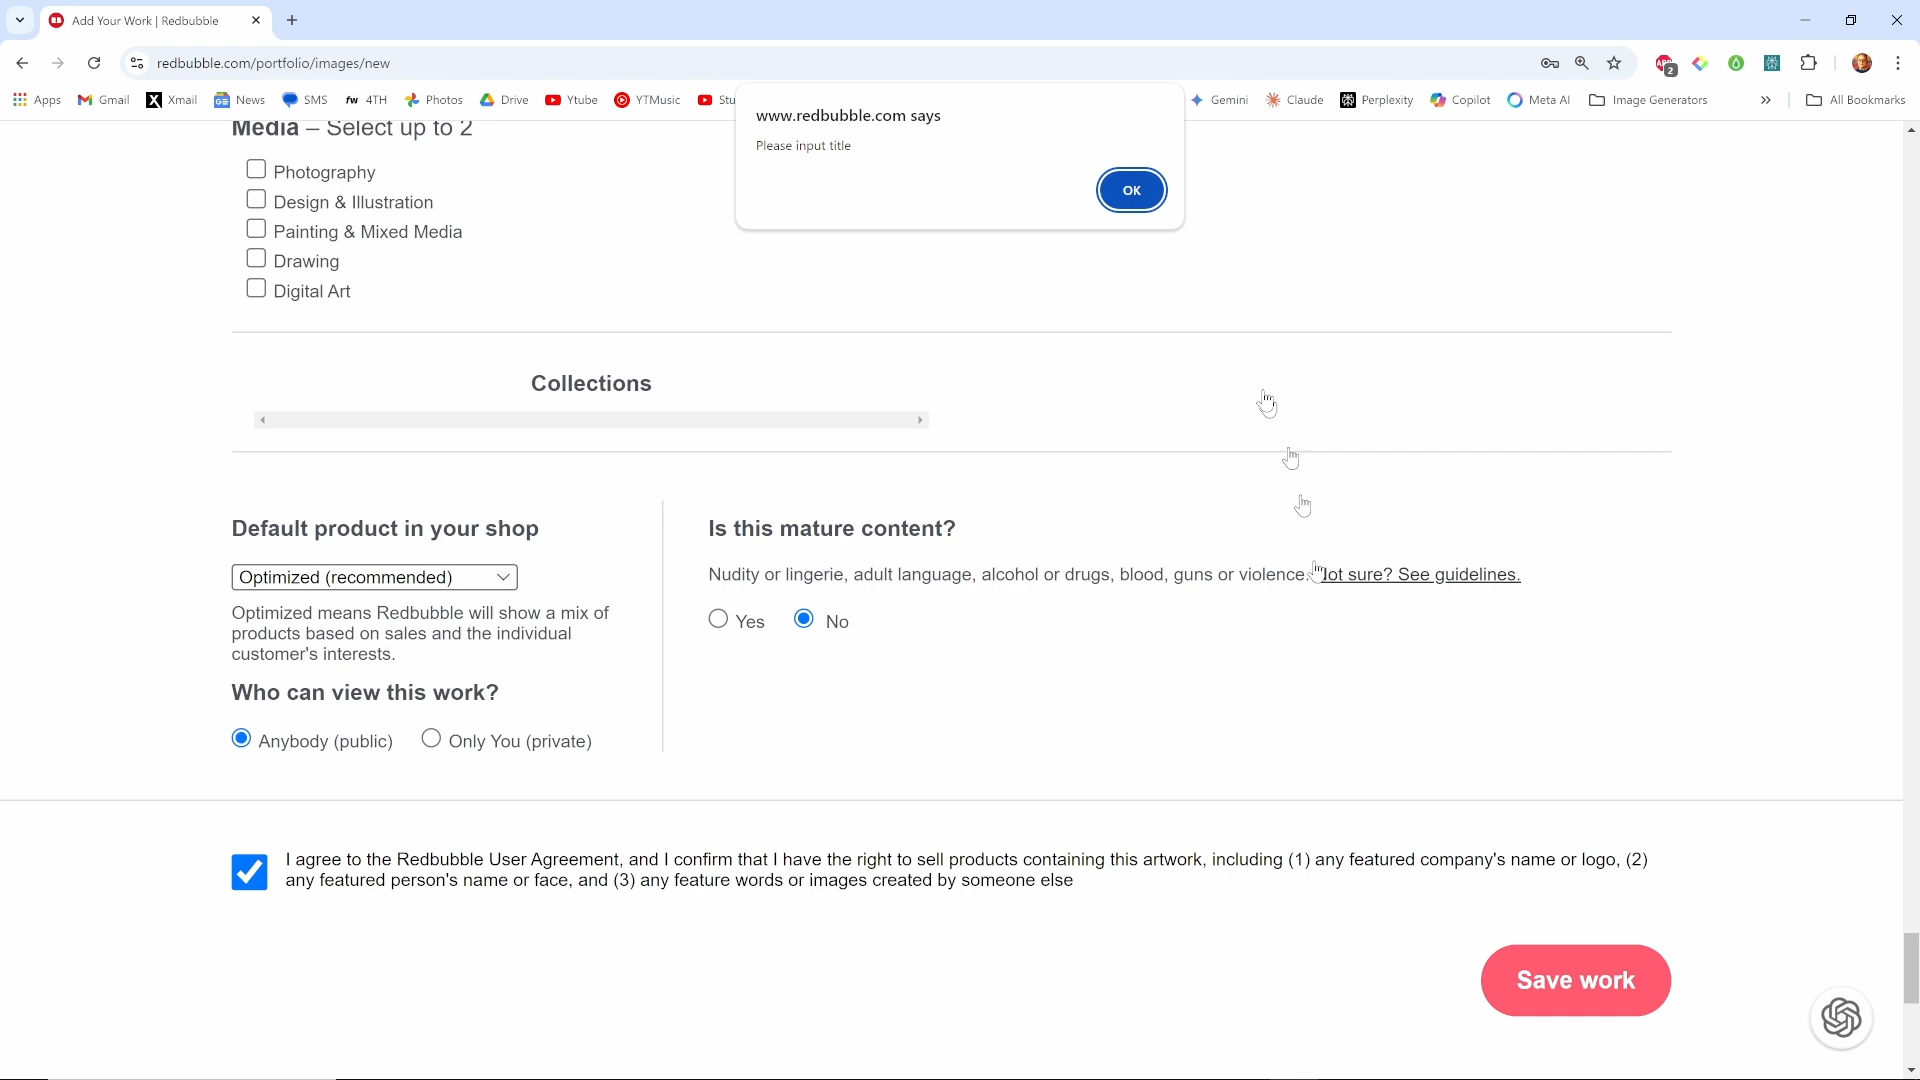 Add Your Work | Redbubble
redbubble.com/portfolio/images/new
2
Apps Gmail Xmail News SMS fw 4TH Photos Drive Ytube YTMusic Stu Gemini Claude Perplexity Copilot Meta AI Image Generators » All Bookmarks
www.redbubble.com says
Please input title
OK
Media – Select up to 2
Photography
Design & Illustration
Painting & Mixed Media
Drawing
Digital Art
Collections
Default product in your shop
Optimized (recommended)
Optimized means Redbubble will show a mix of
products based on sales and the individual
customer's interests.
Who can view this work?
Anybody (public) Only You (private)
Is this mature content?
Nudity or lingerie, adult language, alcohol or drugs, blood, guns or violence. Not sure? See guidelines.
Yes No
I agree to the Redbubble User Agreement, and I confirm that I have the right to sell products containing this artwork, including (1) any featured company's name or logo, (2)
any featured person's name or face, and (3) any feature words or images created by someone else
Save work